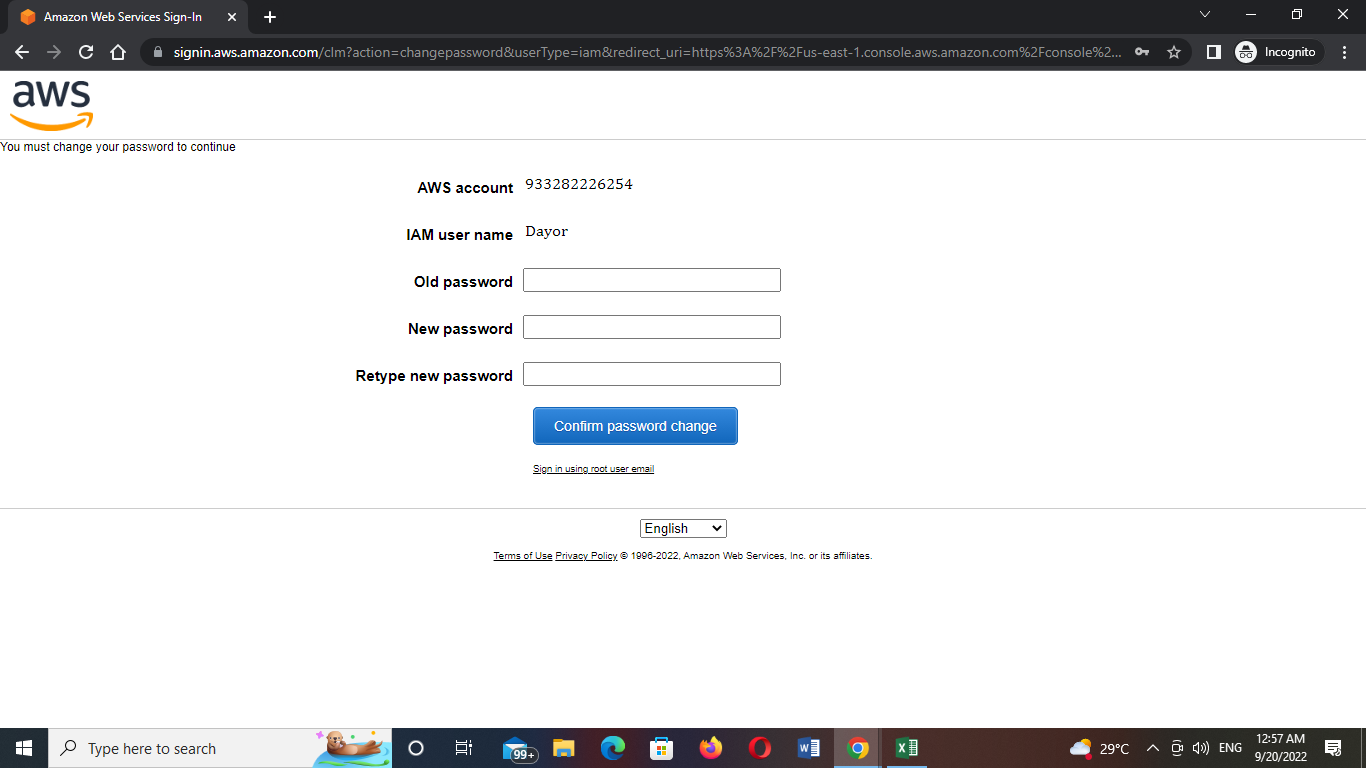 Amazon Web Services Sign-In
signin.aws.amazon.com/clm?action=changepassword&userType=iam&redirect_uri=https%3A%2F%2Fus-east-1.console.aws.amazon.com%2Fconsole%2...
Incognito
aws
You must change your password to continue
AWS account 933282226254
IAM user name Dayor
Old password
New password
Retype new password
Confirm password change
Sign in using root user email
English
Terms of Use Privacy Policy © 1996-2022, Amazon Web Services, Inc. or its affiliates.
Type here to search
99+
29°C
ENG
12:57 AM
9/20/2022